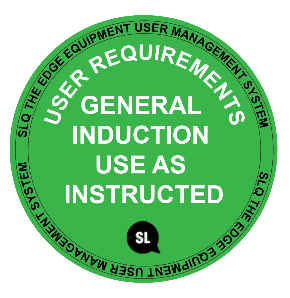 SLQ THE EDGE EQUIPMENT USER MANAGEMENT SYSTEM
USER REQUIREMENTS
GENERAL
INDUCTION
USE AS
INSTRUCTED
SL
SLQ THE EDGE EQUIPMENT USER MANAGEMENT SYSTEM